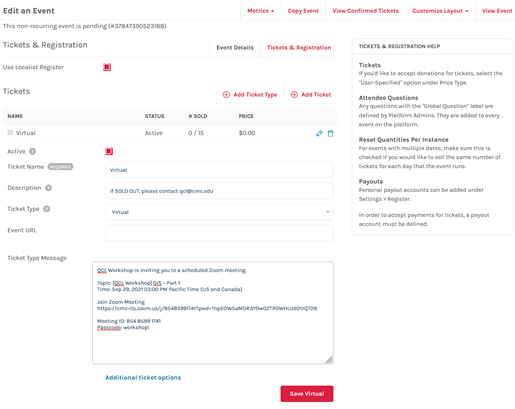 Edit an Event
Metrics
Copy Event
View Confirmed Tickets
Customize Layout
View Event
This non-recurring event is pending (#37847390523188)
Tickets & Registration
Event Details
Tickets & Registration
Use Localist Register
Tickets
Add Ticket Type
Add Ticket
NAME STATUS # SOLD PRICE
Virtual Active 0 / 15 $0.00
Active ?
Ticket Name REQUIRED Virtual
Description ? If SOLD OUT, please contact qcl@cmc.edu
Ticket Type ? Virtual
Event URL
Ticket Type Message
QCL Workshop is inviting you to a scheduled Zoom meeting.
Topic: [QCL Workshop] GIS - Part 1
Time: Sep 29, 2021 03:00 PM Pacific Time (US and Canada)
Join Zoom Meeting
Meeting ID: 854 8599 1741
Passcode: workshop!
Additional ticket options
Save Virtual
TICKETS & REGISTRATION HELP
Tickets
If you'd like to accept donations for tickets, select the
"User-Specified" option under Price Type.
Attendee Questions
Any questions with the "Global Question" label are
defined by Platform Admins. They are added to every
event on the platform.
Reset Quantities Per Instance
For events with multiple dates, make sure this is
checked if you would like to sell the same number of
tickets for each day that the event runs.
Payouts
Personal payout accounts can be added under
Settings > Register.
In order to accept payments for tickets, a payout
account must be defined.